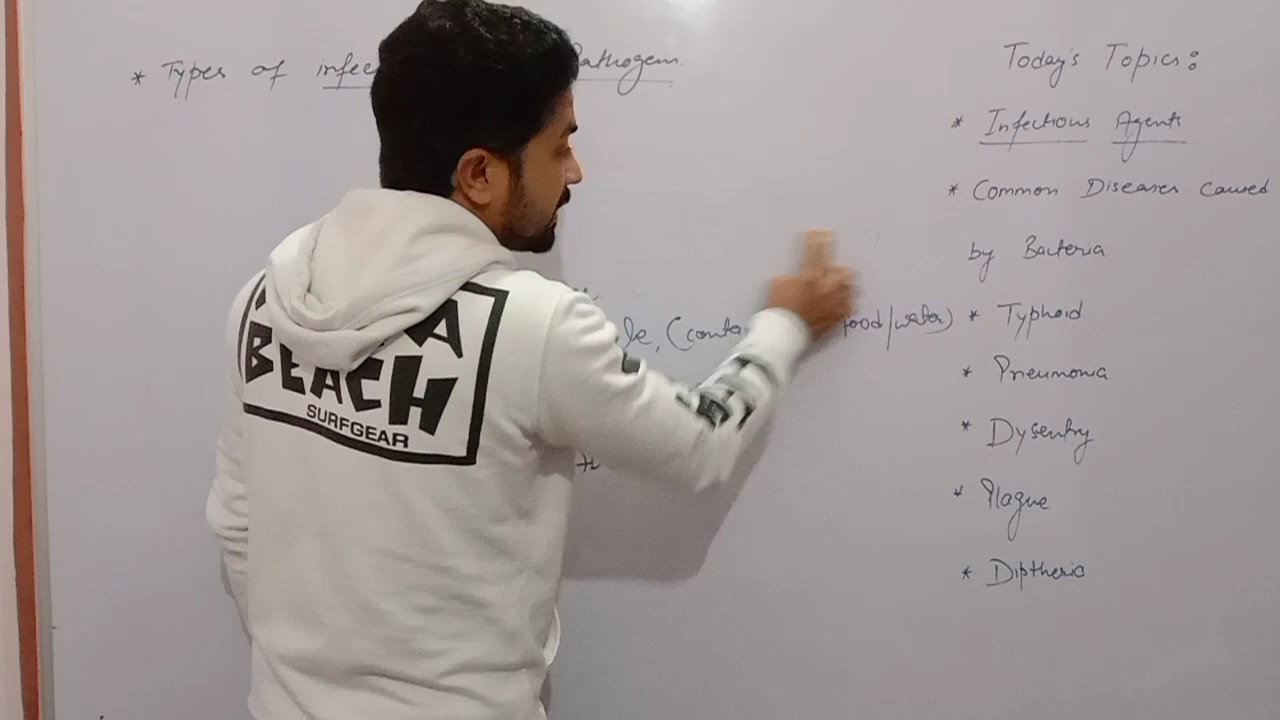 * Types of infec Pathogen.
Today's Topics:
* Infectious Agents
* Common Diseases Caused
by Bacteria
* Typhoid
* Pneumonia
* Dysentry
* Plague
* Diptheria
le, (conta food/water)
A
BEACH
SURFGEAR